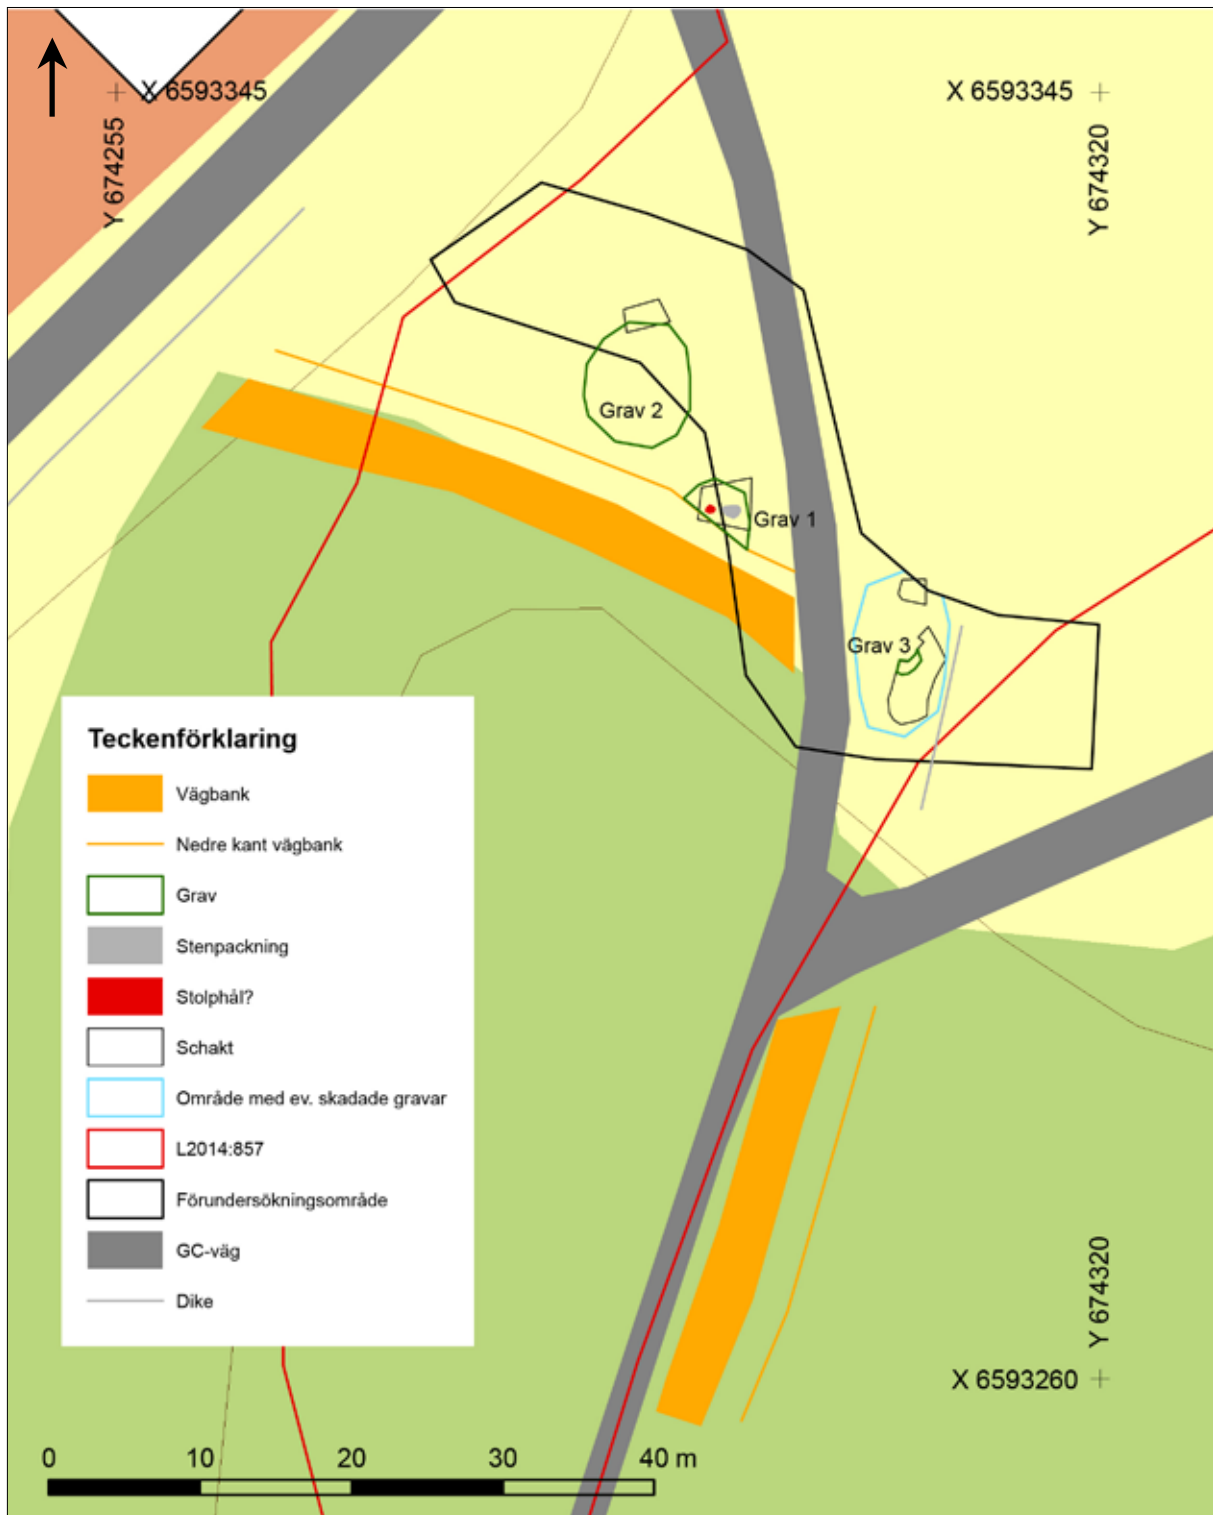 X 6593345
X 6593345
Y 674255
Y 674320
Grav 2
Grav 1
Grav 3
Teckenförklaring
Vägbank
Nedre kant vägbank
Grav
Stenpackning
Stolphål?
Schakt
Område med ev. skadade gravar
L2014:857
Förundersökningsområde
GC-väg
Dike
Y 674320
X 6593260
0 10 20 30 40 m